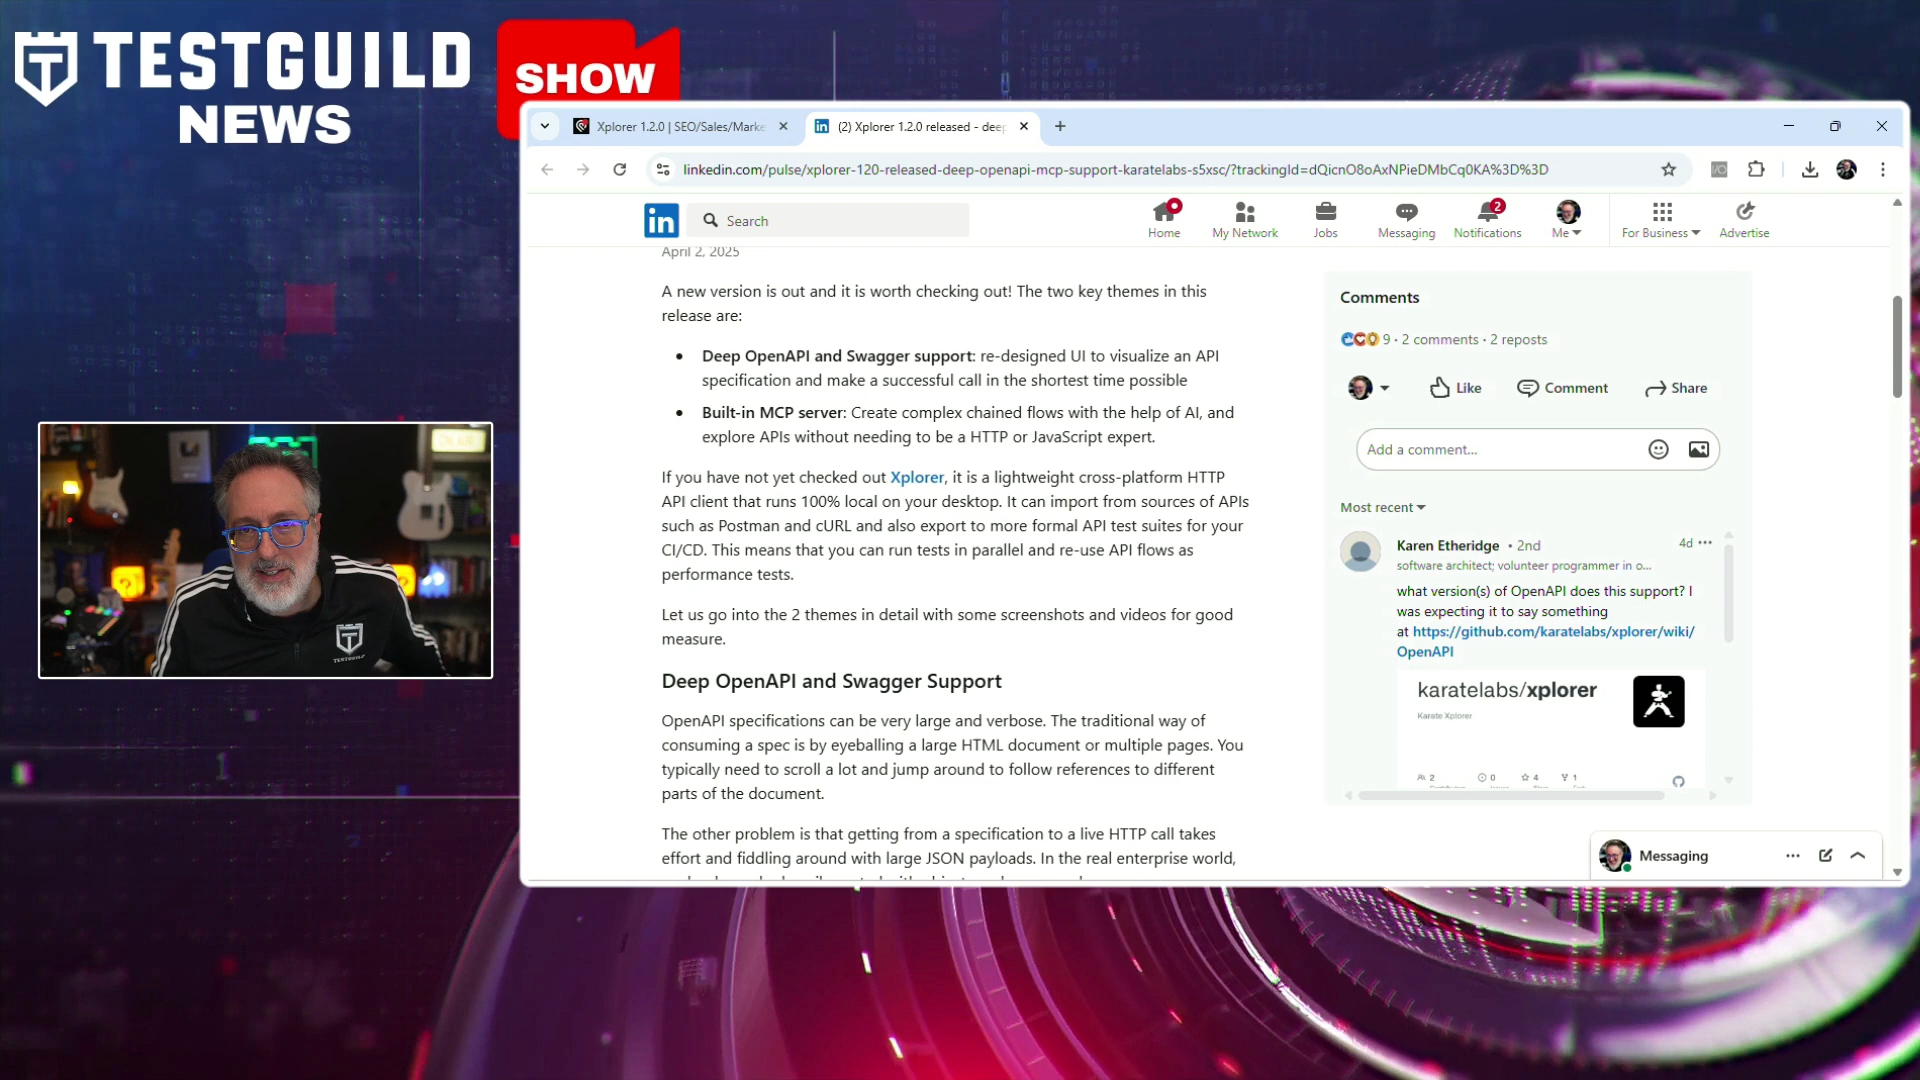 TESTGUILD
NEWS
SHOW
Xplorer 1.2.0 | SEO/Sales/Marke
(2) Xplorer 1.2.0 released - deep
linkedin.com/pulse/xplorer-120-released-deep-openapi-mcp-support-karatelabs-s5xsc/?trackingId=dQicnO8oAxNPieDMbCq0KA%3D%3D
in
Search
Home
My Network
Jobs
Messaging
2
Notifications
Me
For Business
Advertise
April 2, 2025
A new version is out and it is worth checking out! The two key themes in this
release are:
• Deep OpenAPI and Swagger support: re-designed UI to visualize an API
specification and make a successful call in the shortest time possible
• Built-in MCP server: Create complex chained flows with the help of AI, and
explore APIs without needing to be a HTTP or JavaScript expert.
If you have not yet checked out Xplorer, it is a lightweight cross-platform HTTP
API client that runs 100% local on your desktop. It can import from sources of APIs
such as Postman and cURL and also export to more formal API test suites for your
CI/CD. This means that you can run tests in parallel and re-use API flows as
performance tests.
Let us go into the 2 themes in detail with some screenshots and videos for good
measure.
Deep OpenAPI and Swagger Support
OpenAPI specifications can be very large and verbose. The traditional way of
consuming a spec is by eyeballing a large HTML document or multiple pages. You
typically need to scroll a lot and jump around to follow references to different
parts of the document.
The other problem is that getting from a specification to a live HTTP call takes
effort and fiddling around with large JSON payloads. In the real enterprise world,
Comments
9 · 2 comments · 2 reposts
Like
Comment
Share
Add a comment...
Most recent
Karen Etheridge • 2nd
4d
software architect; volunteer programmer in o...
what version(s) of OpenAPI does this support? I
was expecting it to say something
at https://github.com/karatelabs/xplorer/wiki/
OpenAPI
karatelabs/xplorer
Karate Xplorer
2 0 4 1
Messaging
TESTGUILD